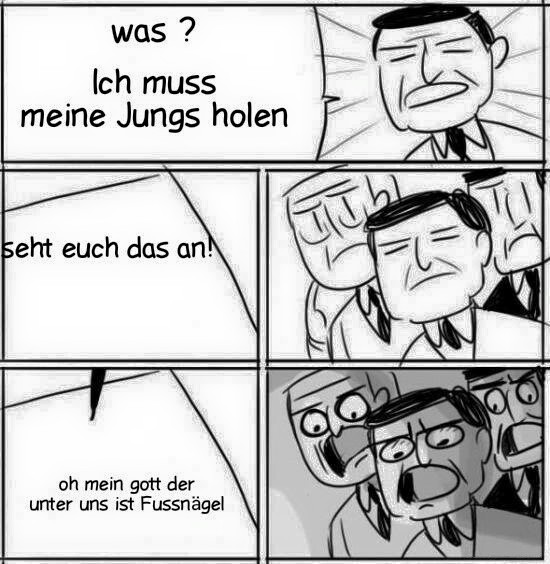 was ?
Ich muss
meine Jungs holen
seht euch das an!
oh mein gott der
unter uns ist Fussnägel